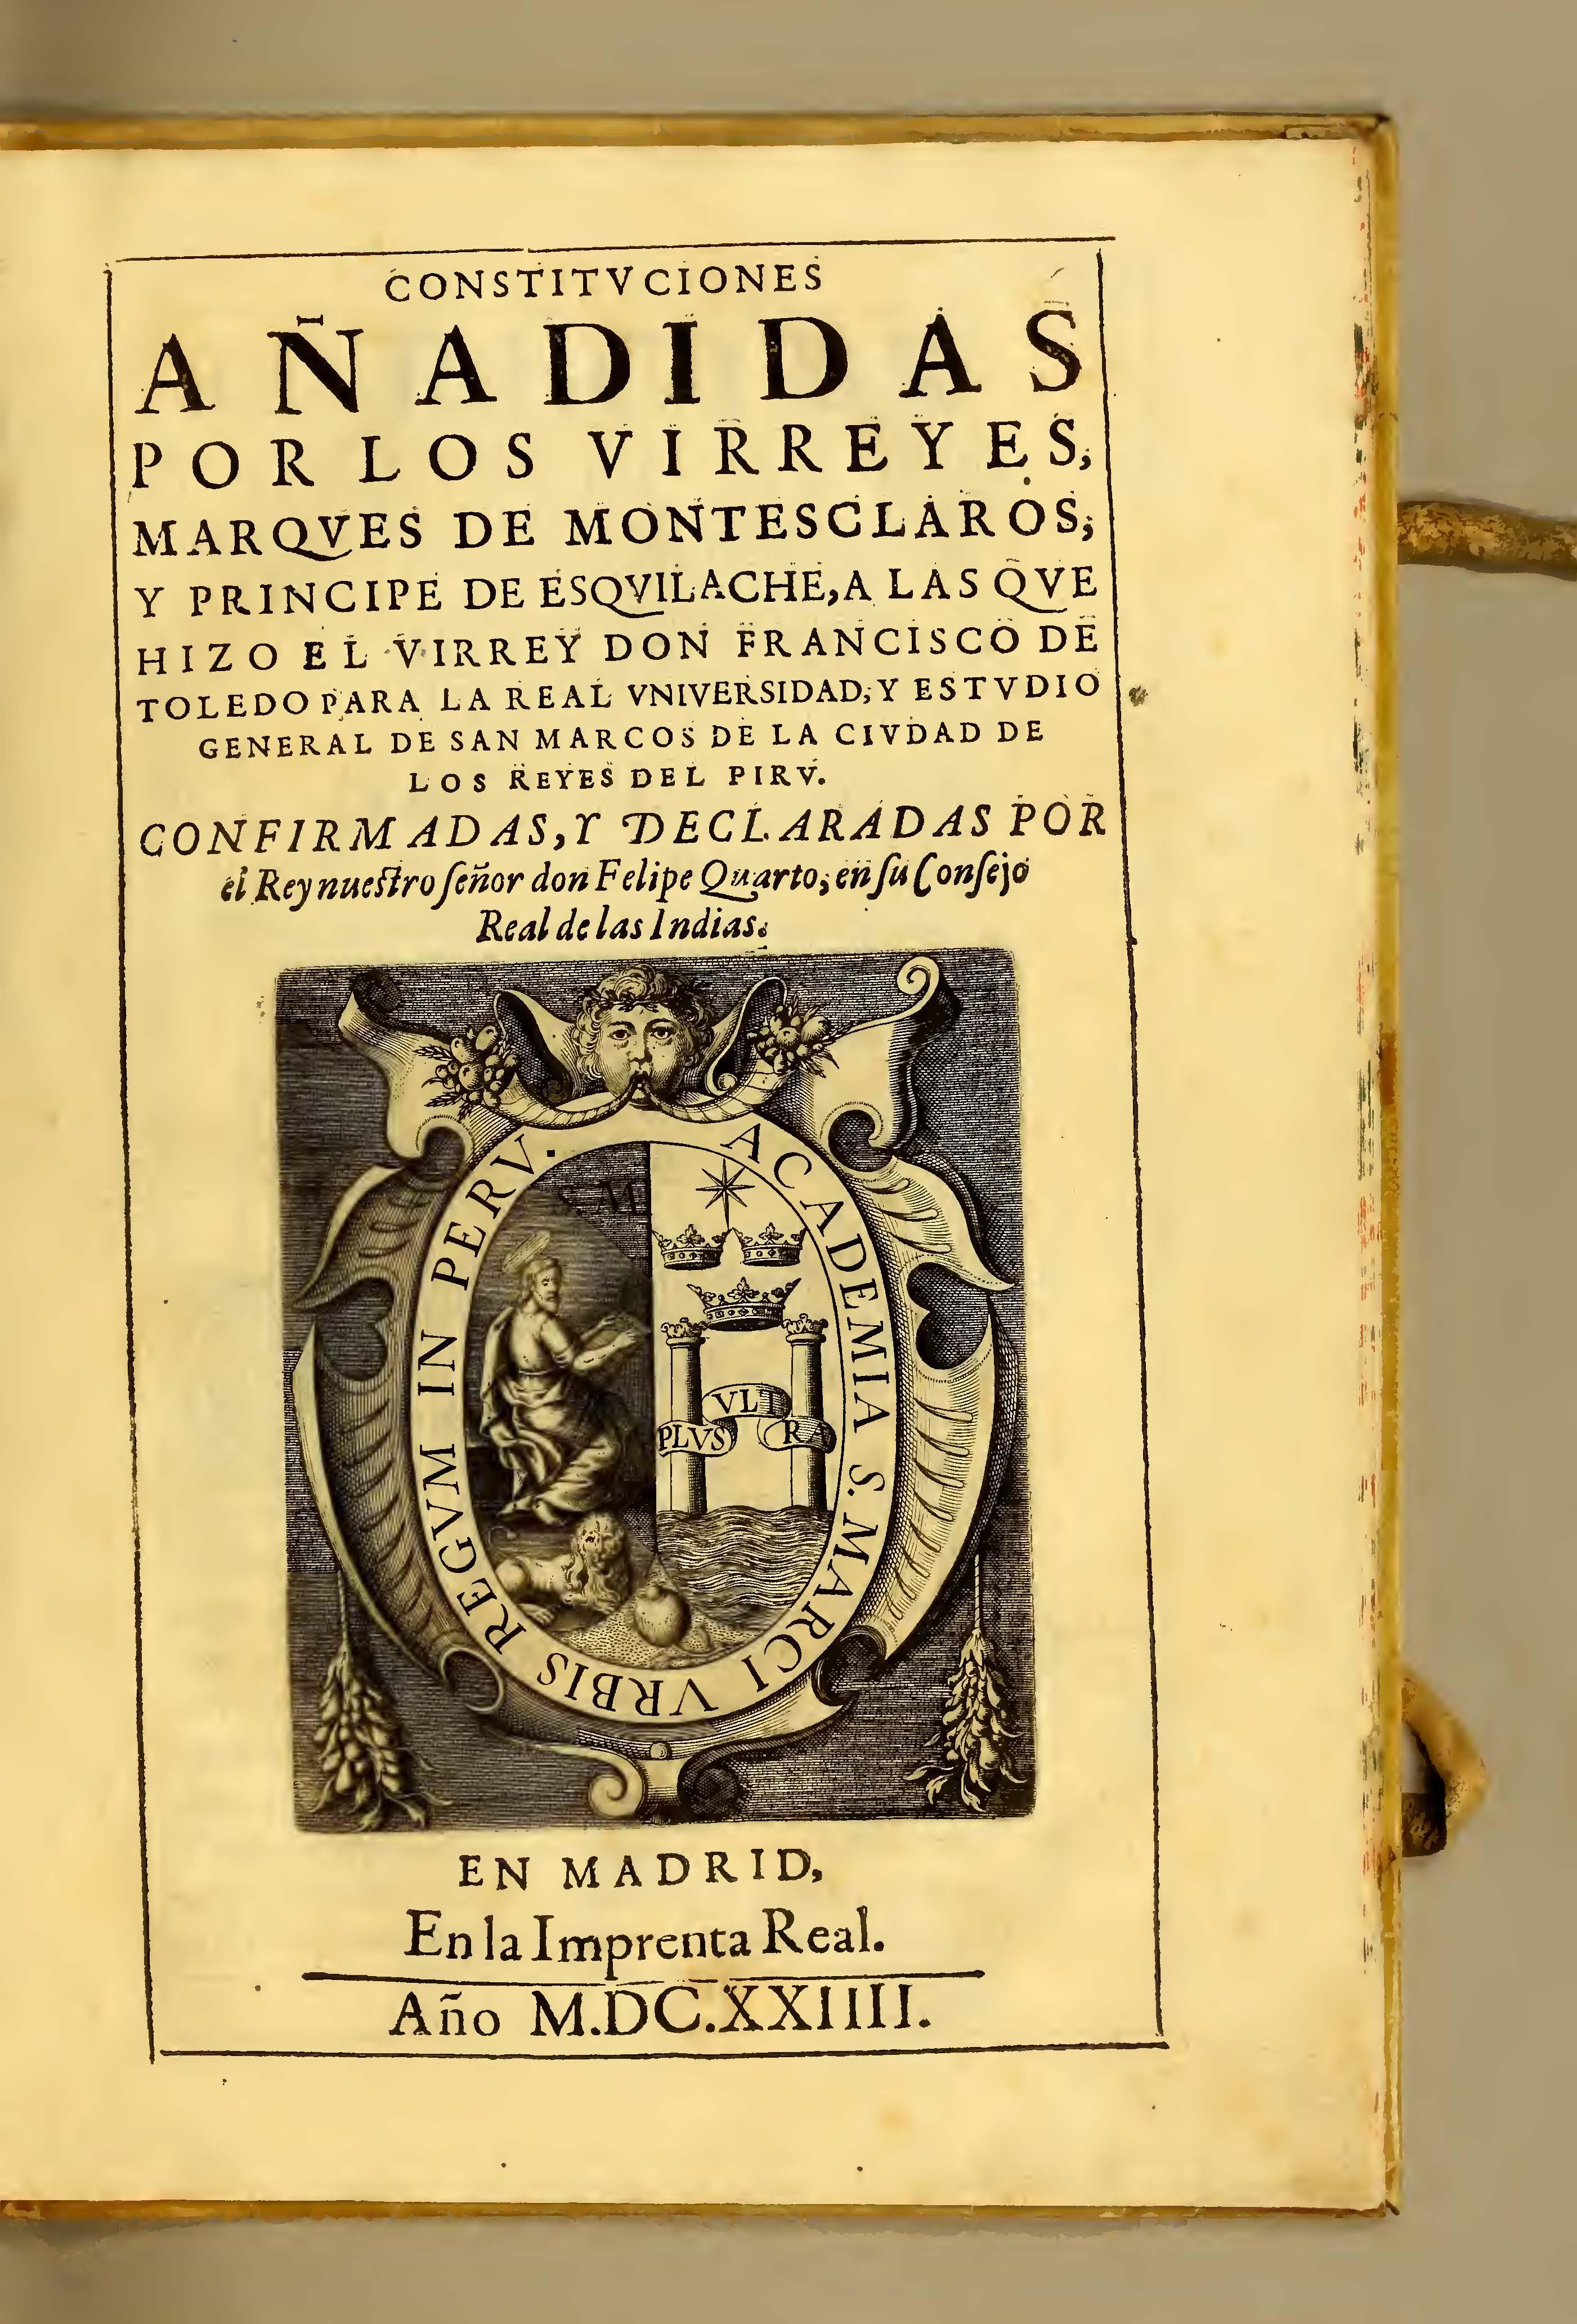 CONSTITVCIONES
AÑADIDAS
POR LOS VIRREYES,
MARQVES DE MONTESCLAROS,
Y PRINCIPE DE ESQVILACHE, A LAS QVE
HIZO EL VIRREY DON FRANCISCO DE
TOLEDO PARA LA REAL VNIVERSIDAD, Y ESTVDIO
GENERAL DE SAN MARCOS DE LA CIVDAD DE
LOS REYES DEL PIRV.
CONFIRMADAS, Y DECLARADAS POR
el Rey nuestro señor don Felipe Quarto, en su Consejo
Real de las Indias.
ACADEMIA S. MARCI VRBIS REGVM IN PERV.
S. M
PLVS VLTRA
EN MADRID,
En la Imprenta Real.
Año M.DC.XXIIII.